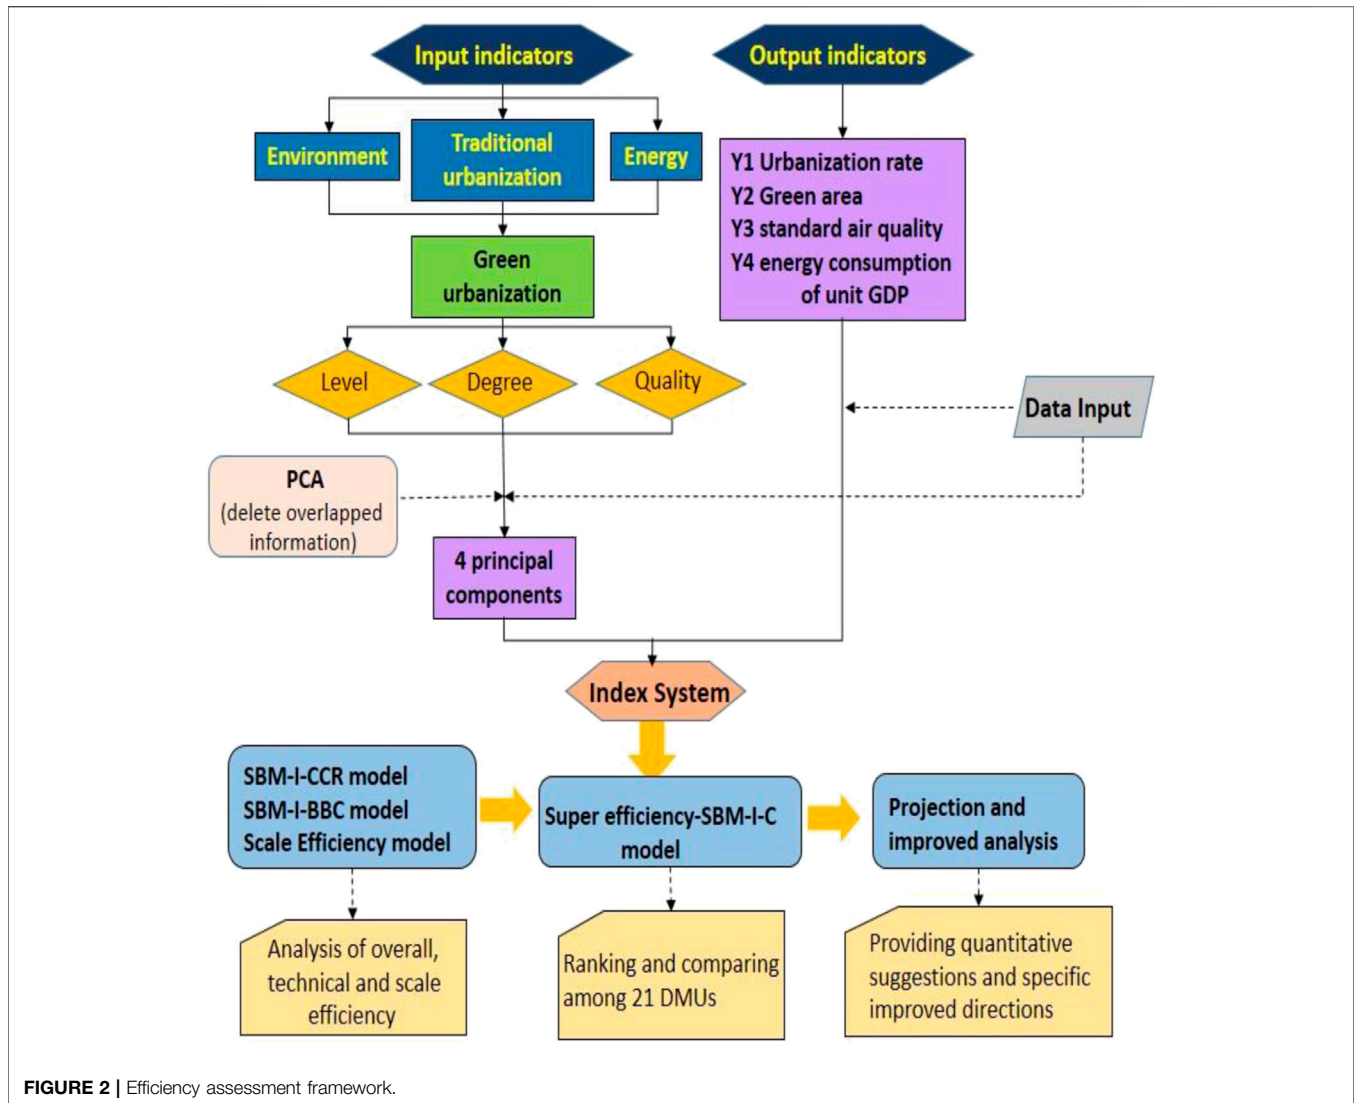 Input indicators
Output indicators
Environment
Traditional
urbanization
Energy
Y1 Urbanization rate
Y2 Green area
Y3 standard air quality
Y4 energy consumption
of unit GDP
Green
urbanization
Level
Degree
Quality
Data Input
PCA
(delete overlapped
information)
4 principal
components
Index System
SBM-I-CCR model
SBM-I-BBC model
Scale Efficiency model
Super efficiency-SBM-I-C
model
Projection and
improved analysis
Analysis of overall,
technical and scale
efficiency
Ranking and comparing
among 21 DMUs
Providing quantitative
suggestions and specific
improved directions
FIGURE 2 | Efficiency assessment framework.